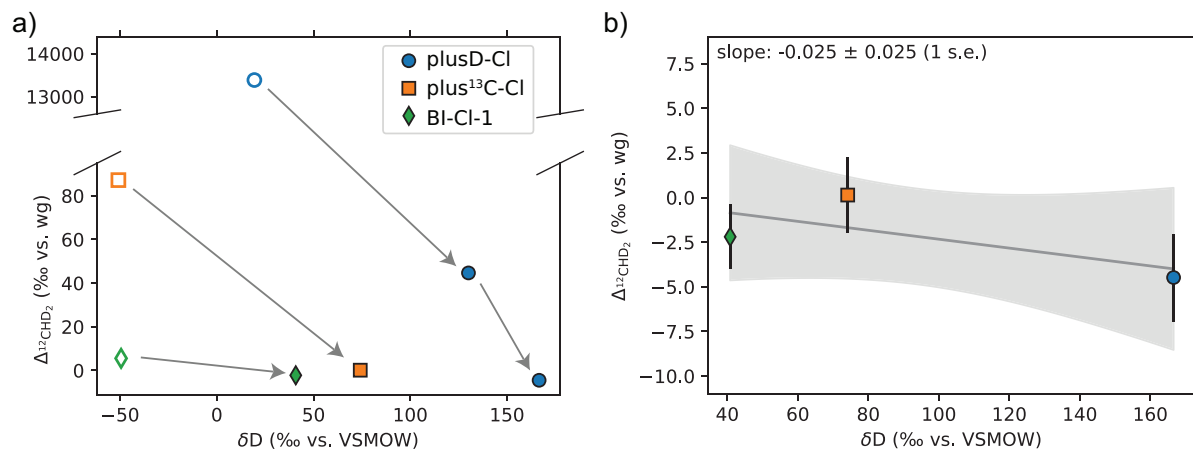 a)
14000
13000
80
60
40
20
0
Δ¹²CHD₂ (‰ vs. wg)
plusD-Cl
plus¹³C-Cl
BI-Cl-1
−50
0
50
100
150
δD (‰ vs. VSMOW)
b)
slope: -0.025 ± 0.025 (1 s.e.)
7.5
5.0
2.5
0.0
−2.5
−5.0
−7.5
−10.0
Δ¹²CHD₂ (‰ vs. wg)
40
60
80
100
120
140
160
δD (‰ vs. VSMOW)